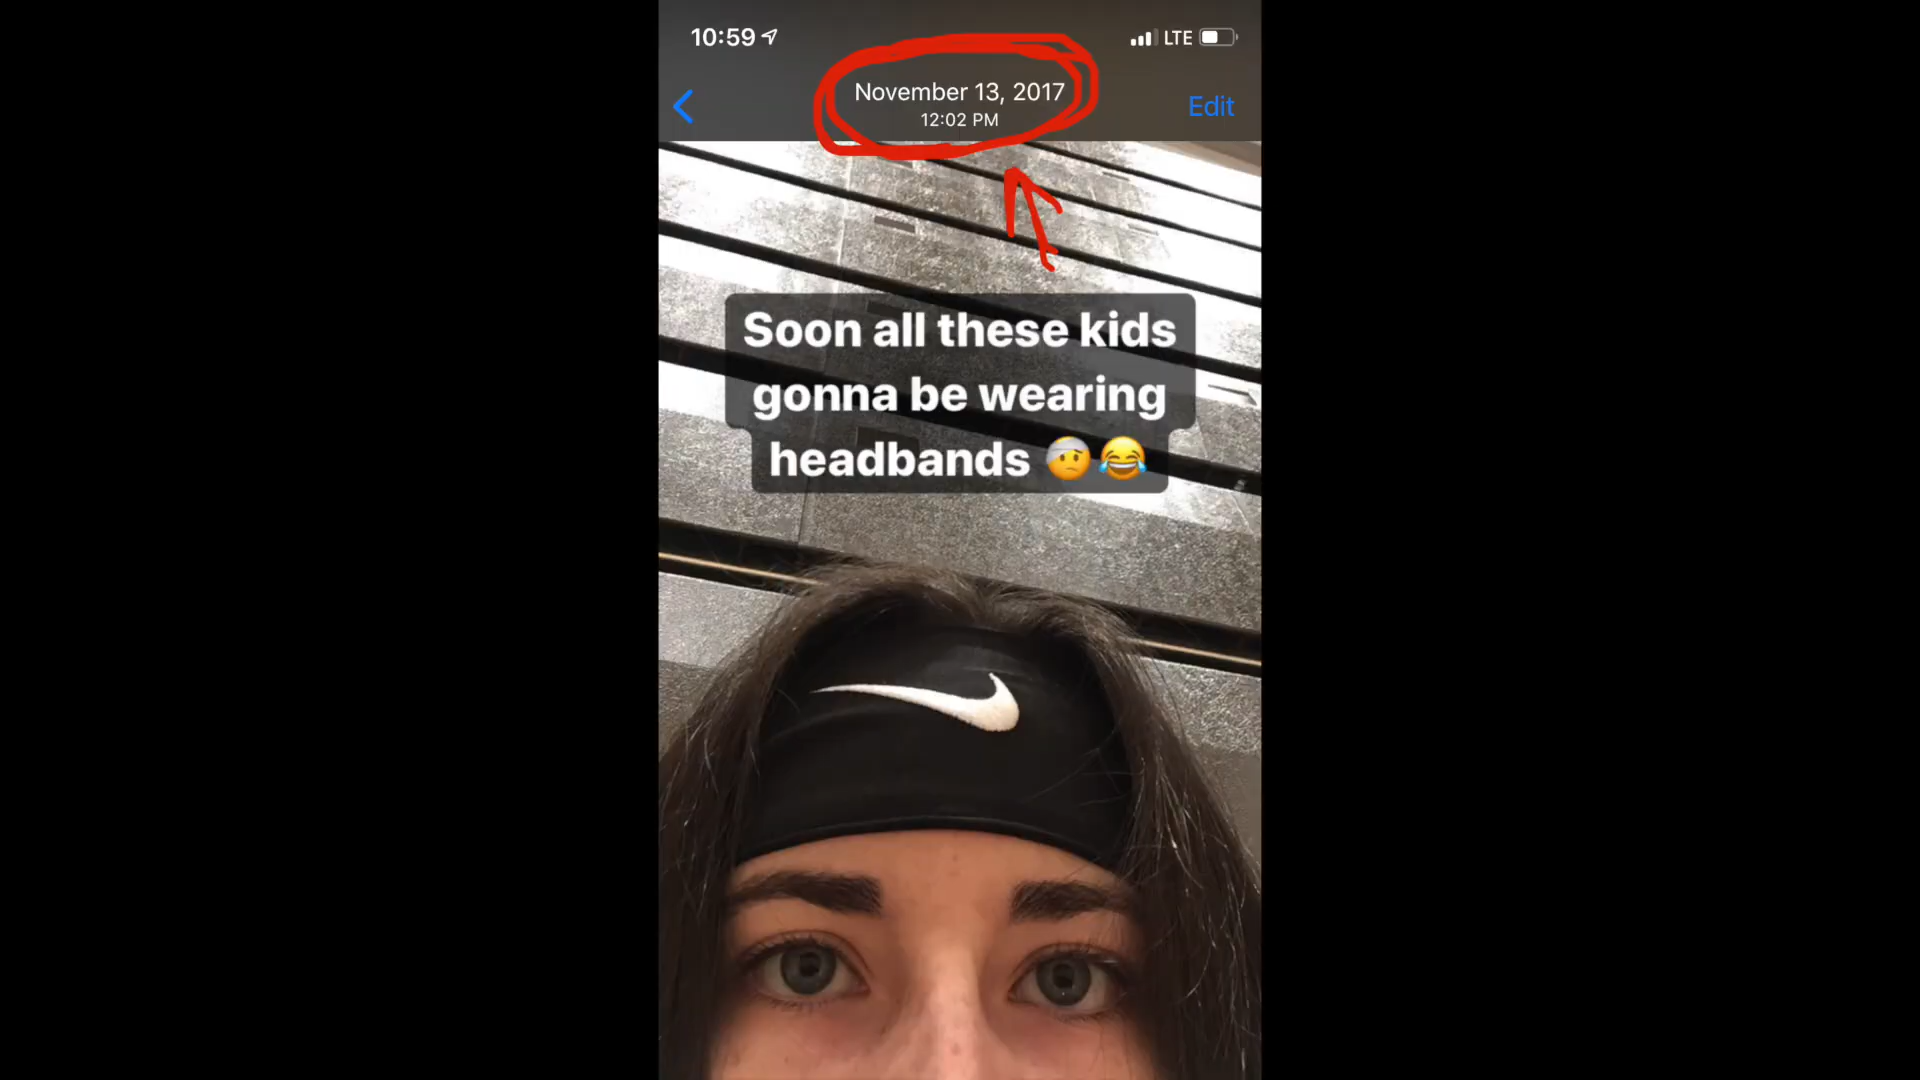 10:59
LTE
November 13, 2017
12:02 PM
Edit
Soon all these kids
gonna be wearing
headbands 🤕😂